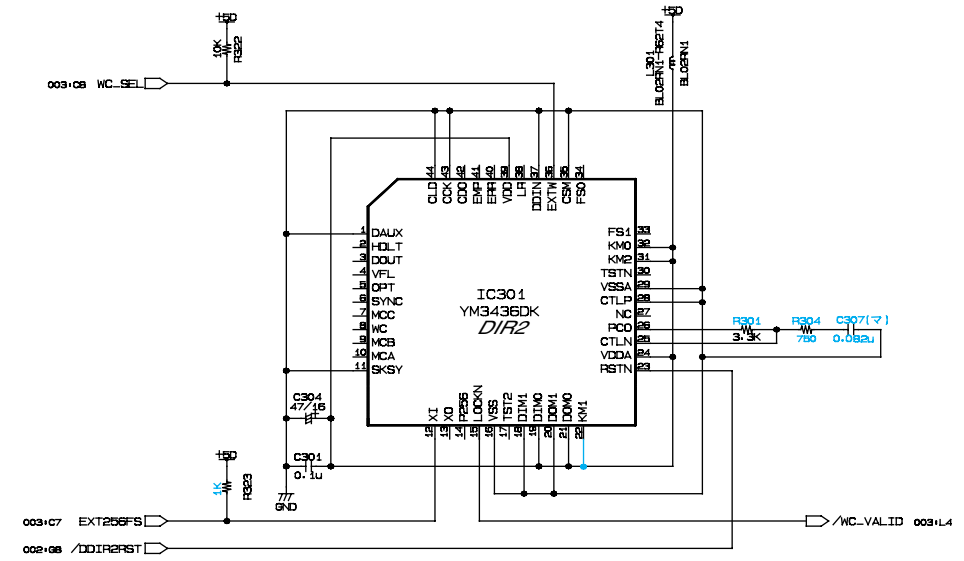 +5D
10K
R322
003:C6 WC_SEL
+5D
L301
BL02RN1-R62T4
BL02RN1
44 43 42 41 40 39 38 37 36 35 34
CLD CCK CDO EMP ERR VDD LR DDIN EXTW CSM FS0
1 DAUX
2 HDLT
3 DOUT
4 VFL
5 OPT
6 SYNC
7 MCC
8 WC
9 MCB
10 MCA
11 SKSY
IC301
YM3436DK
DIR2
FS1 33
KM0 32
KM2 31
TSTN 30
VSSA 29
CTLP 28
NC 27
PCO 26
CTLN 25
VDDA 24
RSTN 23
R301
3.3K
R304
750
C307(マ)
0.082u
XI XO P256 LOCKN VSS TST2 DIM1 DIM0 DOM1 DOM0 KM1
12 13 14 15 16 17 18 19 20 21 22
C304
47/16
+
C301
0.1u
GND
+5D
1K
R323
003:C7 EXT256FS
002:G6 /DDIR2RST
/WC_VALID 003:L4